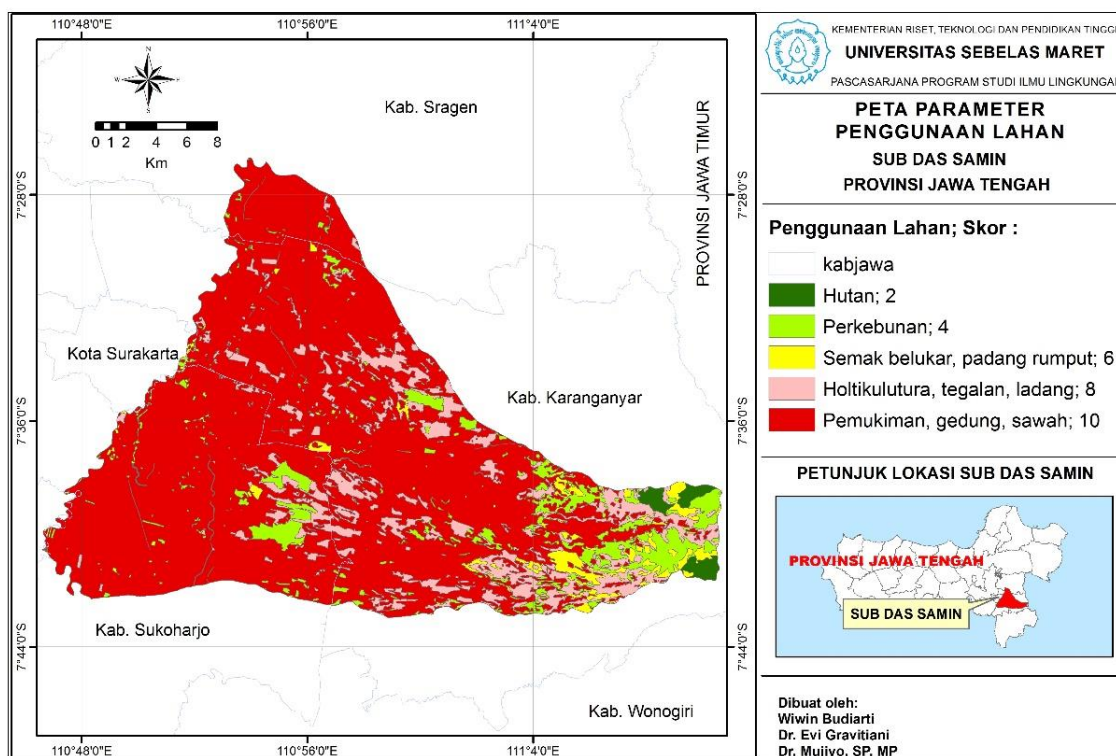 110°48'0"E
110°56'0"E
111°4'0"E
N
W
E
S
0 1 2 4 6 8
Km
Kab. Sragen
PROVINSI JAWA TIMUR
7°28'0"S
7°28'0"S
Kota Surakarta
Kab. Karanganyar
7°36'0"S
7°36'0"S
Kab. Sukoharjo
7°44'0"S
7°44'0"S
Kab. Wonogiri
110°48'0"E
110°56'0"E
111°4'0"E
KEMENTERIAN RISET, TEKNOLOGI DAN PENDIDIKAN TINGGI
UNIVERSITAS SEBELAS MARET
PASCASARJANA PROGRAM STUDI ILMU LINGKUNGAN
PETA PARAMETER
PENGGUNAAN LAHAN
SUB DAS SAMIN
PROVINSI JAWA TENGAH
Penggunaan Lahan; Skor :
kabjawa
Hutan; 2
Perkebunan; 4
Semak belukar, padang rumput; 6
Holtikulutura, tegalan, ladang; 8
Pemukiman, gedung, sawah; 10
PETUNJUK LOKASI SUB DAS SAMIN
PROVINSI JAWA TENGAH
SUB DAS SAMIN
Dibuat oleh:
Wiwin Budiarti
Dr. Evi Gravitiani
Dr. Mujiyo, SP, MP